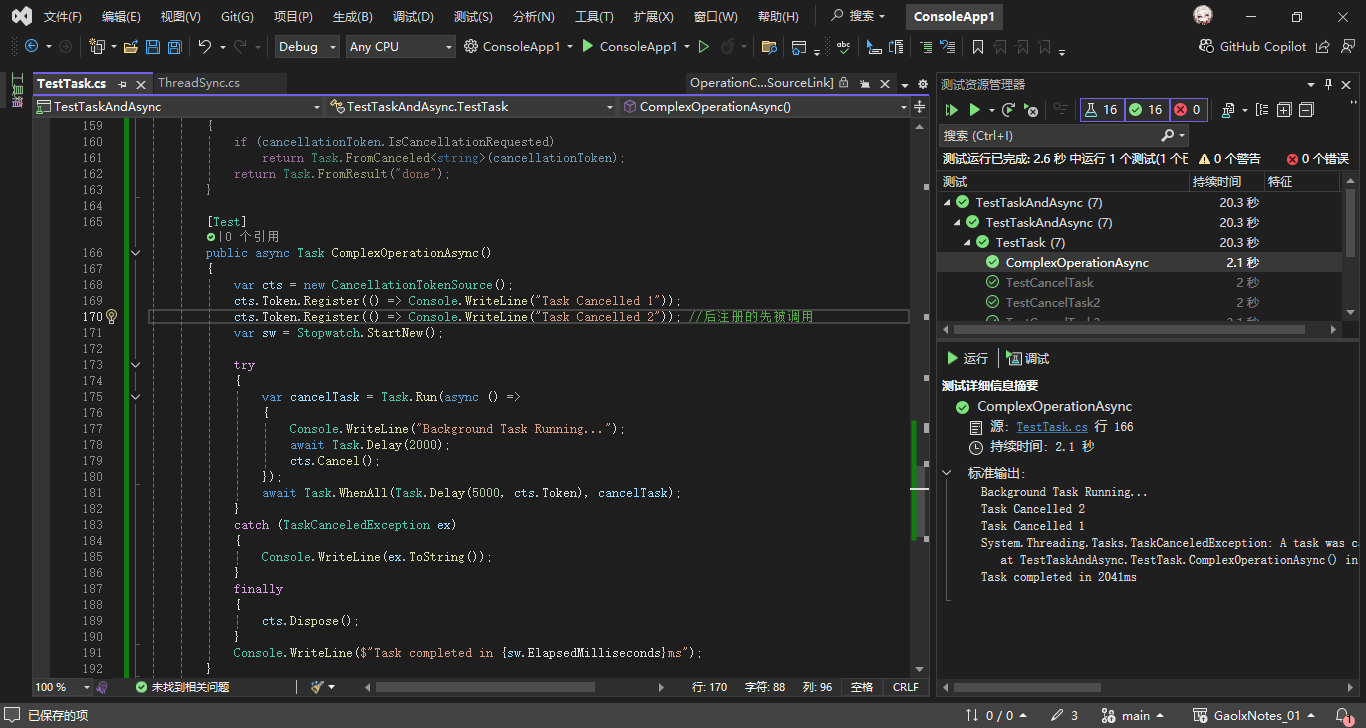 文件(F) 编辑(E) 视图(V) Git(G) 项目(P) 生成(B) 调试(D) 测试(S) 分析(N) 工具(T) 扩展(X) 窗口(W) 帮助(H) 搜索 ConsoleApp1
Debug Any CPU ConsoleApp1 ConsoleApp1 GitHub Copilot
工具箱
TestTask.cs ThreadSync.cs OperationC...SourceLink]
TestTaskAndAsync TestTaskAndAsync.TestTask ComplexOperationAsync()
159 {
160 if (cancellationToken.IsCancellationRequested)
161 return Task.FromCanceled<string>(cancellationToken);
162 return Task.FromResult("done");
163 }
164
165 [Test]
0 个引用
166 public async Task ComplexOperationAsync()
167 {
168 var cts = new CancellationTokenSource();
169 cts.Token.Register(() => Console.WriteLine("Task Cancelled 1"));
170 cts.Token.Register(() => Console.WriteLine("Task Cancelled 2")); //后注册的先被调用
171 var sw = Stopwatch.StartNew();
172
173 try
174 {
175 var cancelTask = Task.Run(async () =>
176 {
177 Console.WriteLine("Background Task Running...");
178 await Task.Delay(2000);
179 cts.Cancel();
180 });
181 await Task.WhenAll(Task.Delay(5000, cts.Token), cancelTask);
182 }
183 catch (TaskCanceledException ex)
184 {
185 Console.WriteLine(ex.ToString());
186 }
187 finally
188 {
189 cts.Dispose();
190 }
191 Console.WriteLine($"Task completed in {sw.ElapsedMilliseconds}ms");
192 }
100 % 未找到相关问题 行: 170 字符: 88 列: 96 空格 CRLF
测试资源管理器
16 16 0
搜索 (Ctrl+I)
测试运行已完成: 2.6 秒 中运行 1 个测试(1 个已 0 个警告 0 个错误
测试 持续时间 特征
TestTaskAndAsync (7) 20.3 秒
TestTaskAndAsync (7) 20.3 秒
TestTask (7) 20.3 秒
ComplexOperationAsync 2.1 秒
TestCancelTask 2 秒
TestCancelTask2 2 秒
运行 调试
测试详细信息摘要
ComplexOperationAsync
源: TestTask.cs 行 166
持续时间: 2.1 秒
标准输出:
Background Task Running...
Task Cancelled 2
Task Cancelled 1
System.Threading.Tasks.TaskCanceledException: A task was c
at TestTaskAndAsync.TestTask.ComplexOperationAsync() in
Task completed in 2041ms
已保存的项 0 / 0 3 main GaolxNotes_01 1